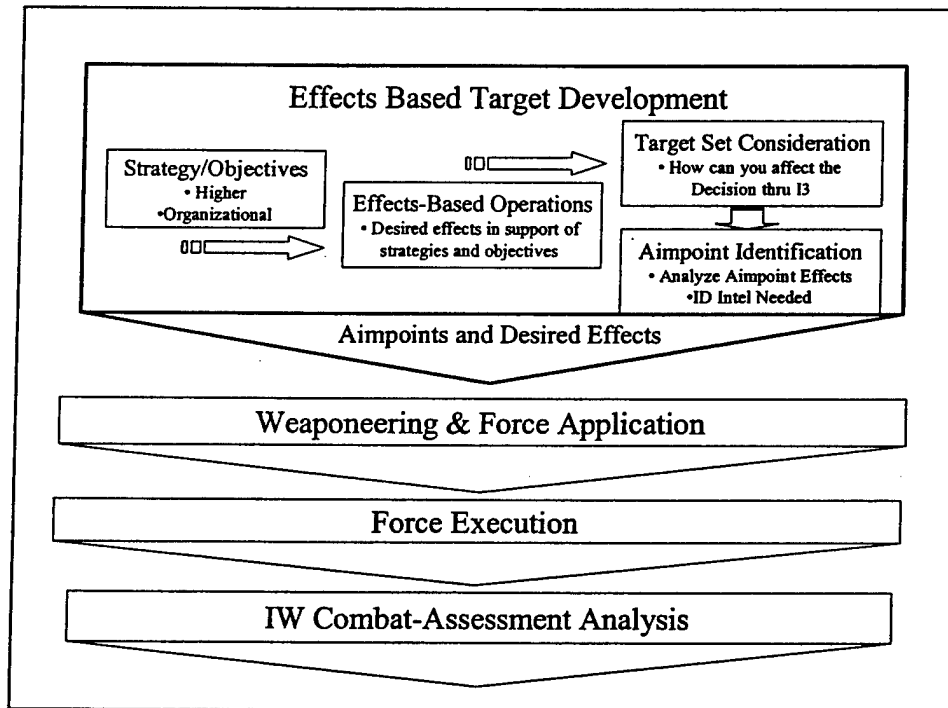 Effects Based Target Development
Strategy/Objectives
• Higher
•Organizational
Effects-Based Operations
• Desired effects in support of
strategies and objectives
Target Set Consideration
• How can you affect the
Decision thru I3
Aimpoint Identification
• Analyze Aimpoint Effects
•ID Intel Needed
Aimpoints and Desired Effects
Weaponeering & Force Application
Force Execution
IW Combat-Assessment Analysis